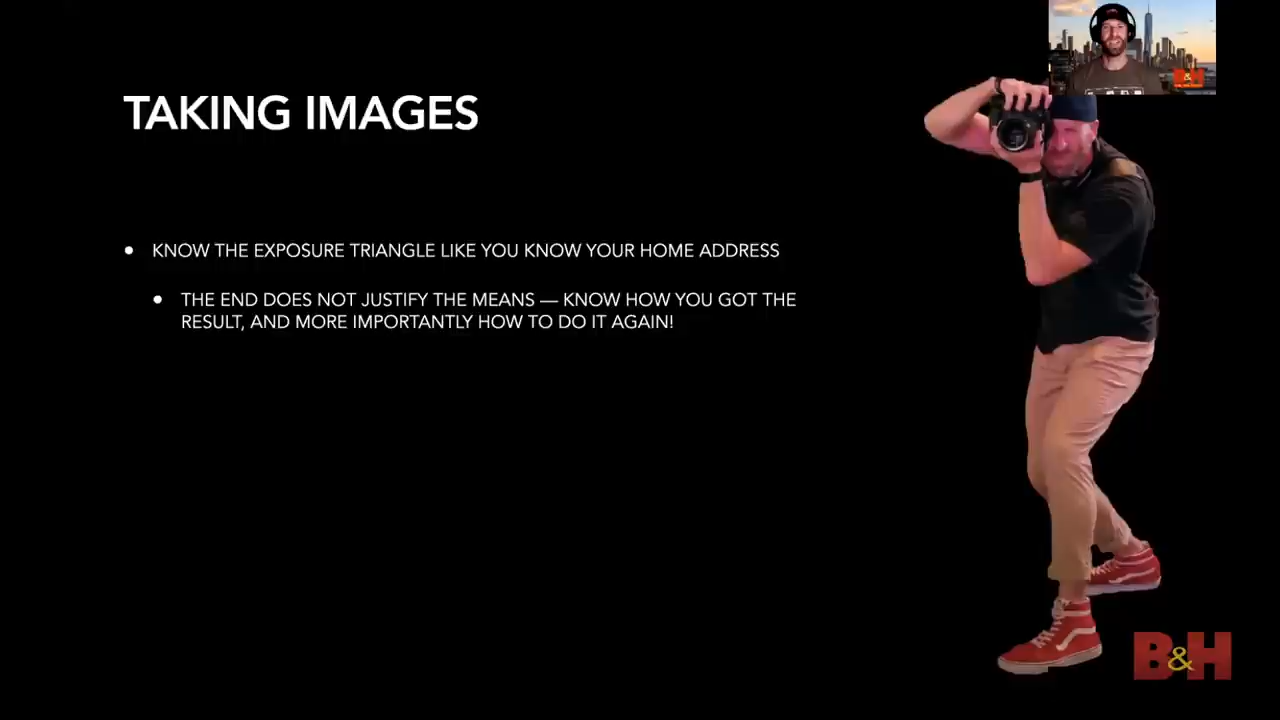 TAKING IMAGES
KNOW THE EXPOSURE TRIANGLE LIKE YOU KNOW YOUR HOME ADDRESS
THE END DOES NOT JUSTIFY THE MEANS — KNOW HOW YOU GOT THE
RESULT, AND MORE IMPORTANTLY HOW TO DO IT AGAIN!
B&H
B&H